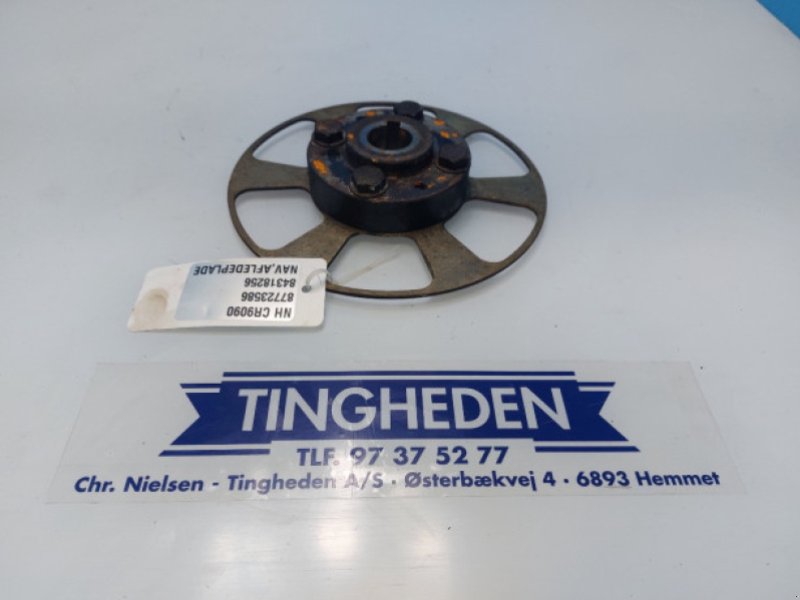 NH CR9090
87723586
84318256
NAV,AFLEDEPLADE
TINGHEDEN
TLF. 97 37 52 77
Chr. Nielsen - Tingheden A/S · Østerbækvej 4 · 6893 Hemmet